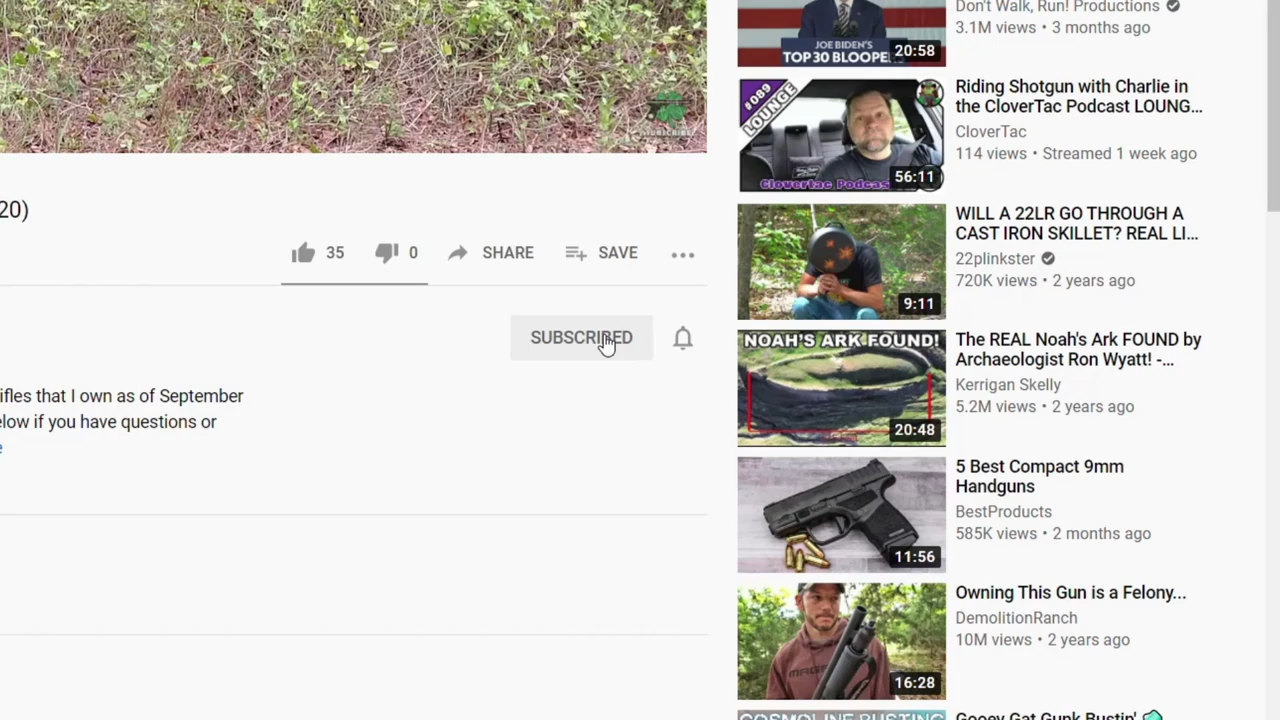 Don't Walk, Run! Productions
3.1M views • 3 months ago
JOE BIDEN'S
TOP 30 BLOOPE
20:58
Riding Shotgun with Charlie in
the CloverTac Podcast LOUNG...
CloverTac
114 views • Streamed 1 week ago
#089
LOUNGE
Clovertac Podcas
56:11
SUBSCRIBE
20)
35
0
SHARE
SAVE
WILL A 22LR GO THROUGH A
CAST IRON SKILLET? REAL LI...
22plinkster
720K views • 2 years ago
9:11
SUBSCRIBED
NOAH'S ARK FOUND!
20:48
The REAL Noah's Ark FOUND by
Archaeologist Ron Wyatt! -...
Kerrigan Skelly
5.2M views • 2 years ago
ifles that I own as of September
elow if you have questions or
e
5 Best Compact 9mm
Handguns
BestProducts
585K views • 2 months ago
11:56
Owning This Gun is a Felony...
DemolitionRanch
10M views • 2 years ago
16:28
COSMOLINE BUSTING
Gooey Gat Gunk Bustin'